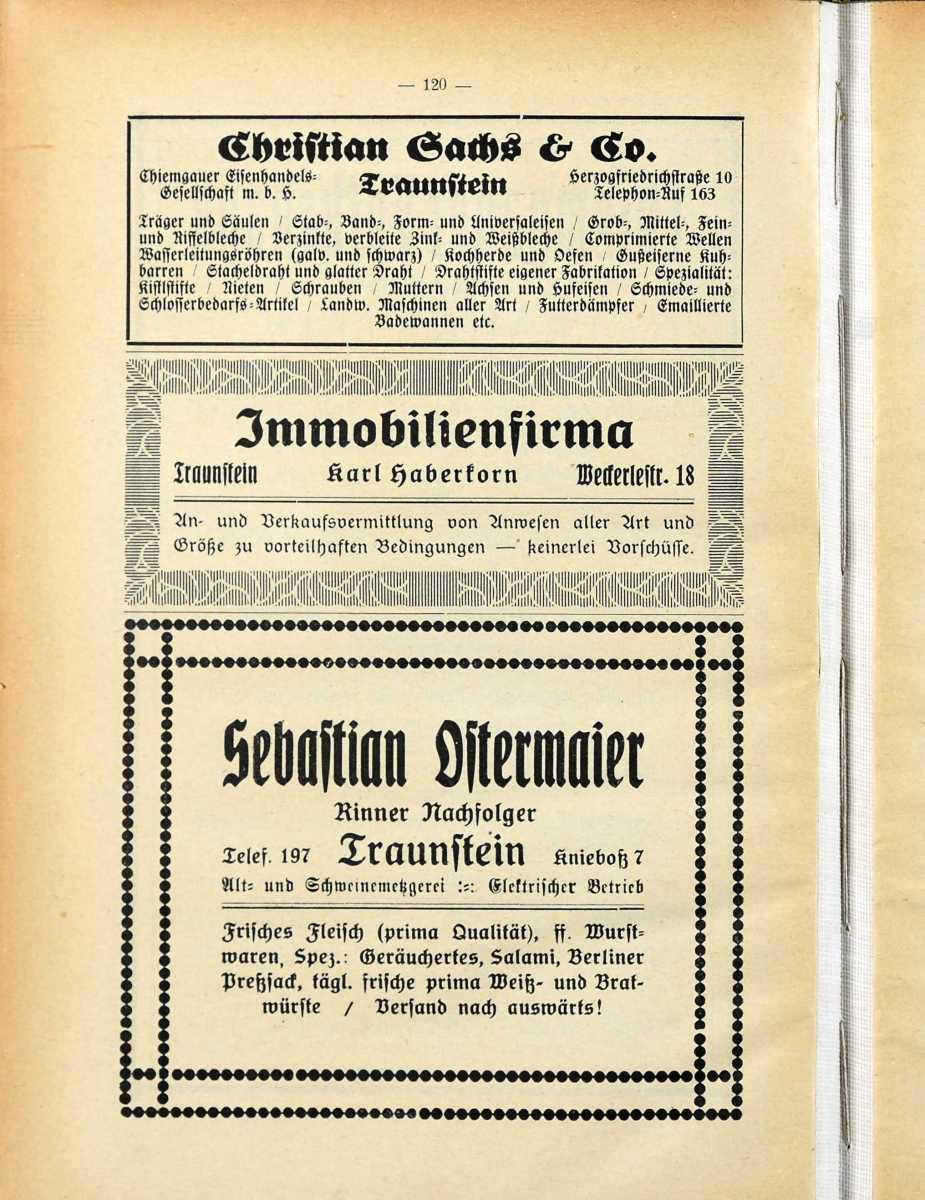 — 120 —
Christian Sachs & Co.
Chiemgauer Eisenhandels-
Gesellschaft m. b. H.
Traunstein
Herzogfriedrichstraße 10
Telephon-Ruf 163
Träger und Säulen / Stab-, Band-, Form- und Universaleisen / Grob-, Mittel-, Fein-
und Riffelbleche / Verzinkte, verbleite Zink- und Weißbleche / Comprimierte Wellen
Wasserleitungsröhren (galv. und schwarz) / Kochherde und Oefen / Gußeiserne Kuh-
barren / Stacheldraht und glatter Draht / Drahtstifte eigener Fabrikation / Spezialität:
Kistlstifte / Nieten / Schrauben / Muttern / Achsen und Hufeisen / Schmiede- und
Schlosserbedarfs-Artikel / Landw. Maschinen aller Art / Futterdämpfer / Emaillierte
Badewannen etc.
Immobilienfirma
Traunstein Karl Haberkorn Weckerlestr. 18
An- und Verkaufsvermittlung von Anwesen aller Art und
Größe zu vorteilhaften Bedingungen — keinerlei Vorschüsse.
Sebastian Ostermaier
Rinner Nachfolger
Telef. 197 Traunstein Knieboß 7
Alt- und Schweinemetzgerei :-: Elektrischer Betrieb
Frisches Fleisch (prima Qualität), ff. Wurst-
waren, Spez.: Geräuchertes, Salami, Berliner
Preßsack, tägl. frische prima Weiß- und Brat-
würste / Versand nach auswärts!